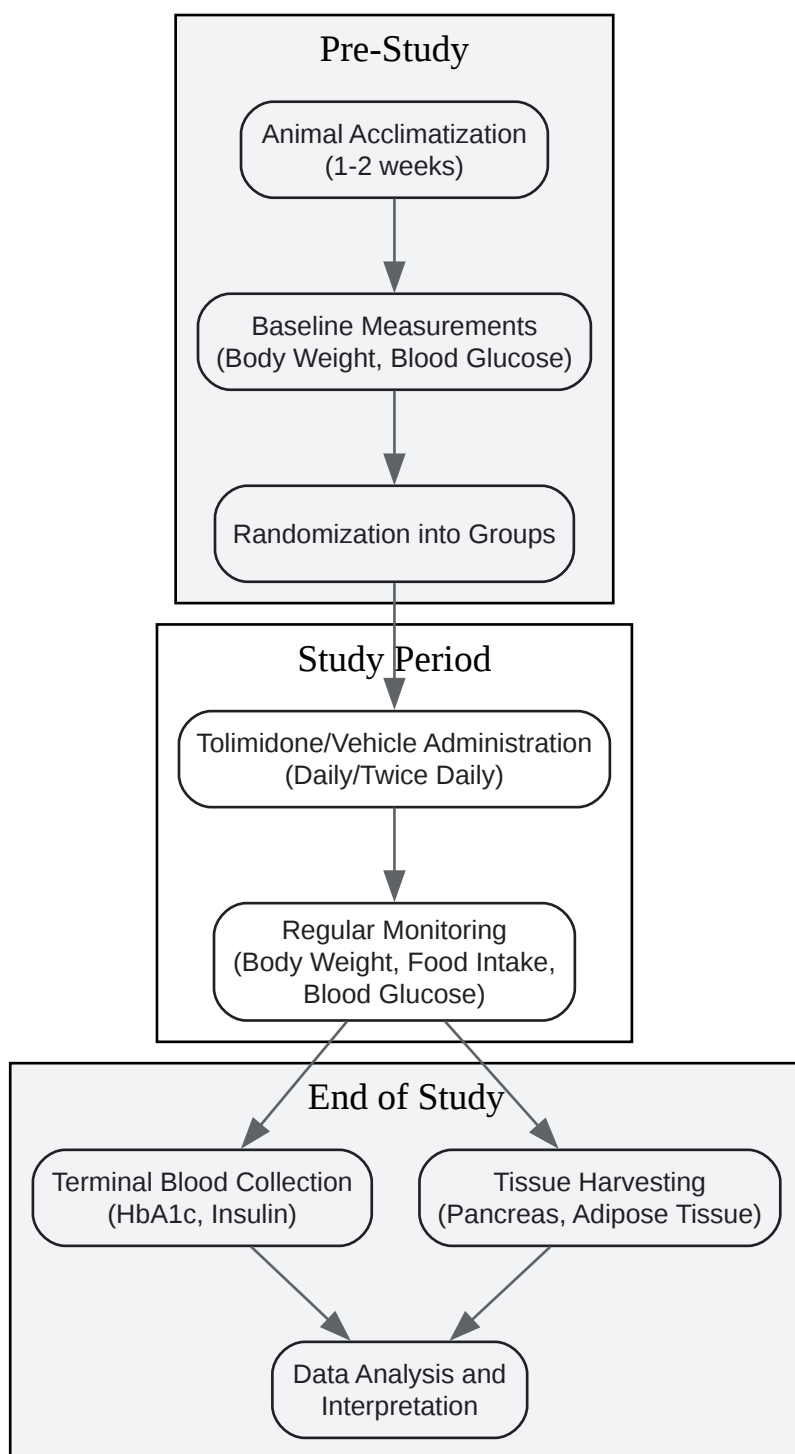 Pre-Study
Animal Acclimatization
(1-2 weeks)
Baseline Measurements
(Body Weight, Blood Glucose)
Randomization into Groups
Study Period
Tolimidone/Vehicle Administration
(Daily/Twice Daily)
Regular Monitoring
(Body Weight, Food Intake,
Blood Glucose)
End of Study
Terminal Blood Collection
(HbA1c, Insulin)
Tissue Harvesting
(Pancreas, Adipose Tissue)
Data Analysis and
Interpretation